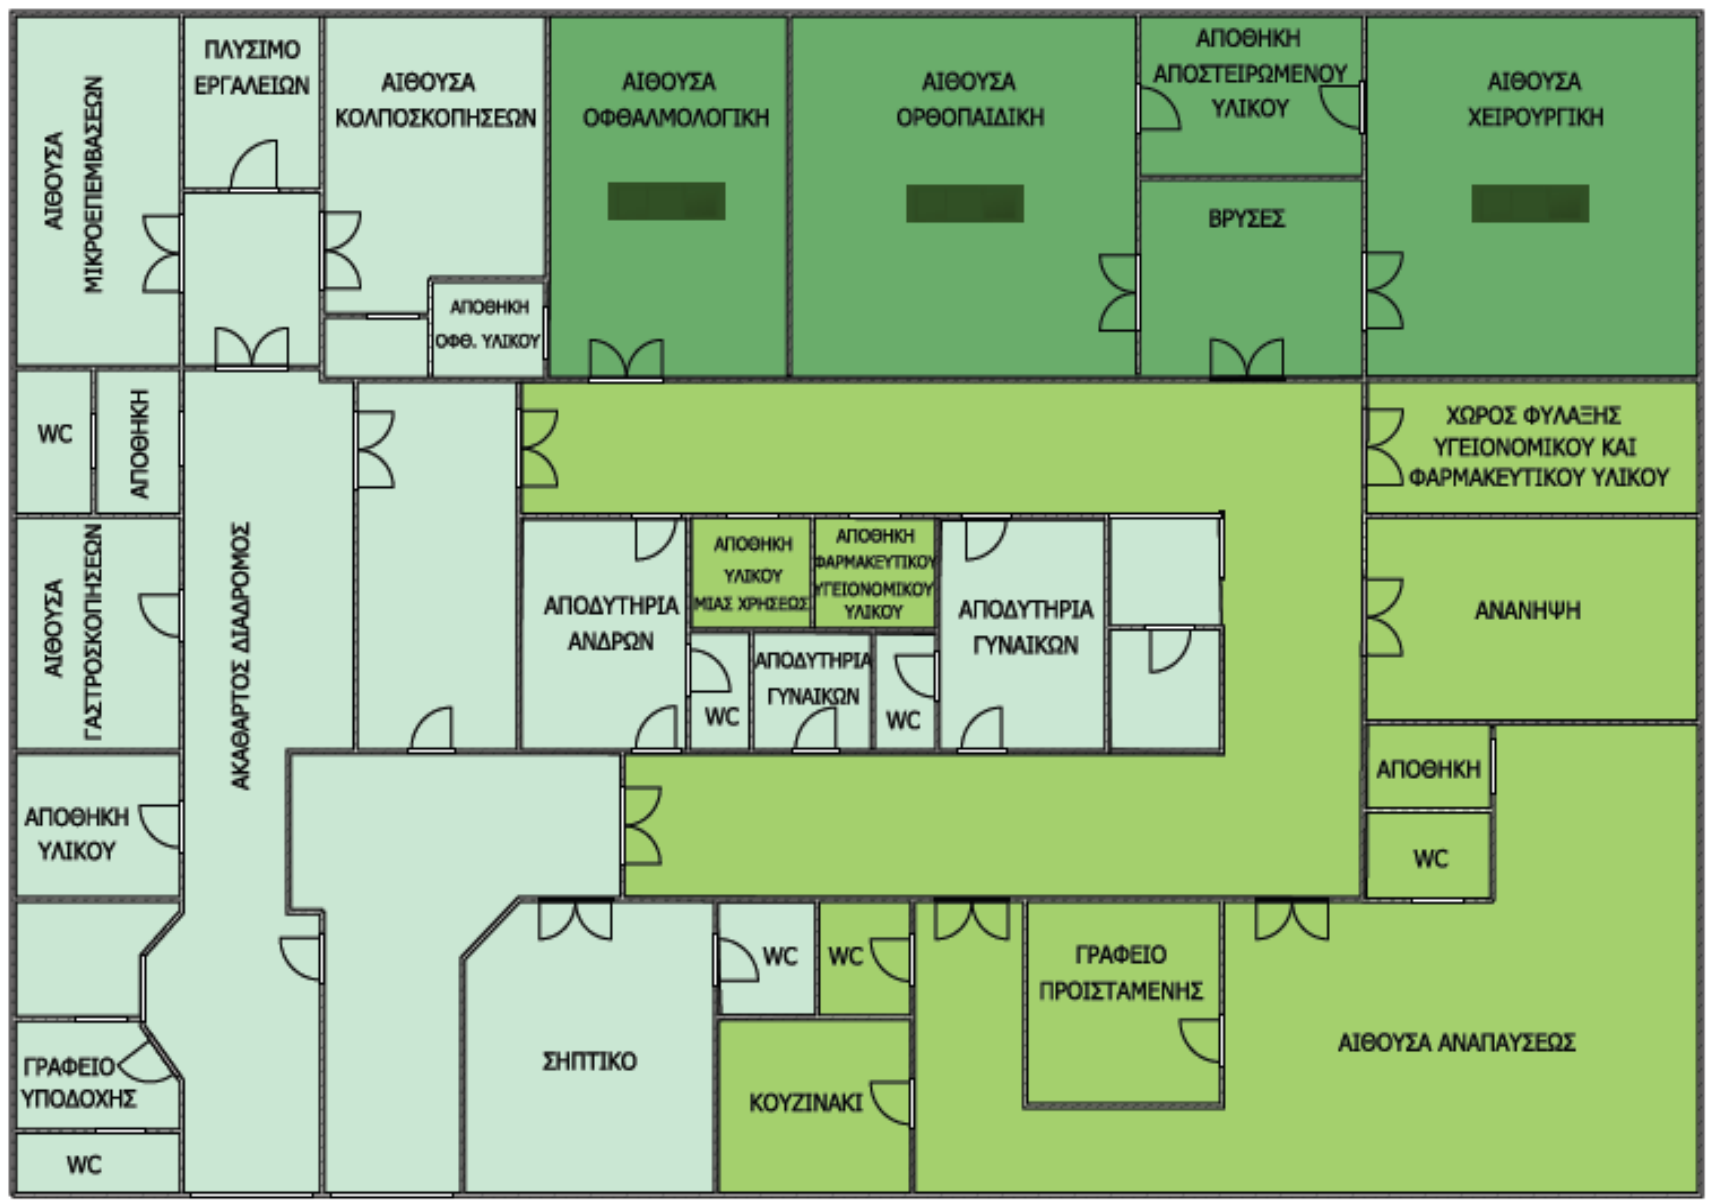 ΑΙΘΟΥΣΑ
ΜΙΚΡΟΕΠΕΜΒΑΣΕΩΝ
ΠΛΥΣΙΜΟ
ΕΡΓΑΛΕΙΩΝ
ΑΙΘΟΥΣΑ
ΚΟΛΠΟΣΚΟΠΗΣΕΩΝ
ΑΙΘΟΥΣΑ
ΟΦΘΑΛΜΟΛΟΓΙΚΗ
ΑΙΘΟΥΣΑ
ΟΡΘΟΠΑΙΔΙΚΗ
ΑΠΟΘΗΚΗ
ΑΠΟΣΤΕΙΡΩΜΕΝΟΥ
ΥΛΙΚΟΥ
ΑΙΘΟΥΣΑ
ΧΕΙΡΟΥΡΓΙΚΗ
ΒΡΥΣΕΣ
ΑΠΟΘΗΚΗ
ΟΦΘ. ΥΛΙΚΟΥ
WC
ΑΠΟΘΗΚΗ
ΧΩΡΟΣ ΦΥΛΑΞΗΣ
ΥΓΕΙΟΝΟΜΙΚΟΥ ΚΑΙ
ΦΑΡΜΑΚΕΥΤΙΚΟΥ ΥΛΙΚΟΥ
ΑΙΘΟΥΣΑ
ΓΑΣΤΡΟΣΚΟΠΗΣΕΩΝ
ΑΚΑΘΑΡΤΟΣ ΔΙΑΔΡΟΜΟΣ
ΑΠΟΔΥΤΗΡΙΑ
ΑΝΔΡΩΝ
ΑΠΟΘΗΚΗ
ΥΛΙΚΟΥ
ΜΙΑΣ ΧΡΗΣΕΩΣ
ΑΠΟΘΗΚΗ
ΦΑΡΜΑΚΕΥΤΙΚΟΥ
ΥΓΕΙΟΝΟΜΙΚΟΥ
ΥΛΙΚΟΥ
ΑΠΟΔΥΤΗΡΙΑ
ΓΥΝΑΙΚΩΝ
ΑΝΑΝΗΨΗ
WC
ΑΠΟΔΥΤΗΡΙΑ
ΓΥΝΑΙΚΩΝ
WC
ΑΠΟΘΗΚΗ
ΥΛΙΚΟΥ
ΑΠΟΘΗΚΗ
WC
WC
WC
ΓΡΑΦΕΙΟ
ΠΡΟΙΣΤΑΜΕΝΗΣ
ΑΙΘΟΥΣΑ ΑΝΑΠΑΥΣΕΩΣ
ΓΡΑΦΕΙΟ
ΥΠΟΔΟΧΗΣ
ΣΗΠΤΙΚΟ
ΚΟΥΖΙΝΑΚΙ
WC